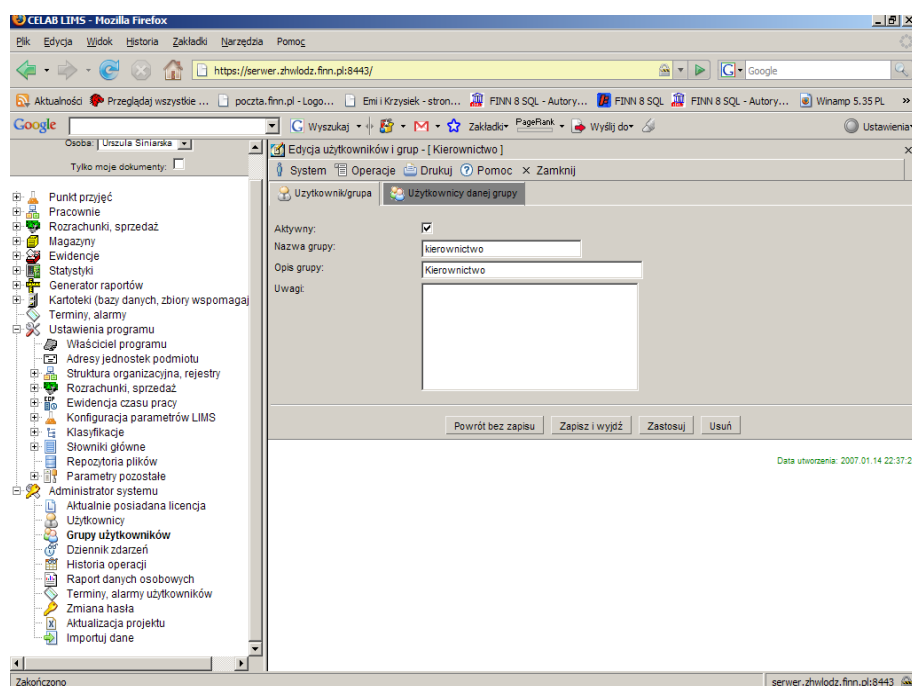 CELAB LIMS - Mozilla Firefox
Plik Edycja Widok Historia Zakładki Narzędzia Pomoc
https://serwer.zhwlodz.finn.pl:8443/
Google
Aktualności Przeglądaj wszystkie ... poczta.finn.pl - Logo... Emi i Krzysiek - stron... FINN 8 SQL - Autory... FINN 8 SQL FINN 8 SQL - Autory... Winamp 5.35 PL »
Google Wyszukaj PageRank Zakładki Wyślij do Ustawienia
Osoba: Urszula Siniarska
Tylko moje dokumenty:
Punkt przyjęć
Pracownie
Rozrachunki, sprzedaż
Magazyny
Ewidencje
Statystyki
Generator raportów
Kartoteki (bazy danych, zbiory wspomagaj
Terminy, alarmy
Ustawienia programu
Właściciel programu
Adresy jednostek podmiotu
Struktura organizacyjna, rejestry
Rozrachunki, sprzedaż
Ewidencja czasu pracy
Konfiguracja parametrów LIMS
Klasyfikacje
Słowniki główne
Repozytoria plików
Parametry pozostałe
Administrator systemu
Aktualnie posiadana licencja
Użytkownicy
Grupy użytkowników
Dziennik zdarzeń
Historia operacji
Raport danych osobowych
Terminy, alarmy użytkowników
Zmiana hasła
Aktualizacja projektu
Importuj dane
Edycja użytkowników i grup - [ Kierownictwo ]
System Operacje Drukuj Pomoc Zamknij
Uzytkownik/grupa Użytkownicy danej grupy
Aktywny:
Nazwa grupy: kierownictwo
Opis grupy: Kierownictwo
Uwagi:
Powrót bez zapisu Zapisz i wyjdź Zastosuj Usuń
Data utworzenia: 2007.01.14 22:37:2
Zakończono serwer.zhwlodz.finn.pl:8443